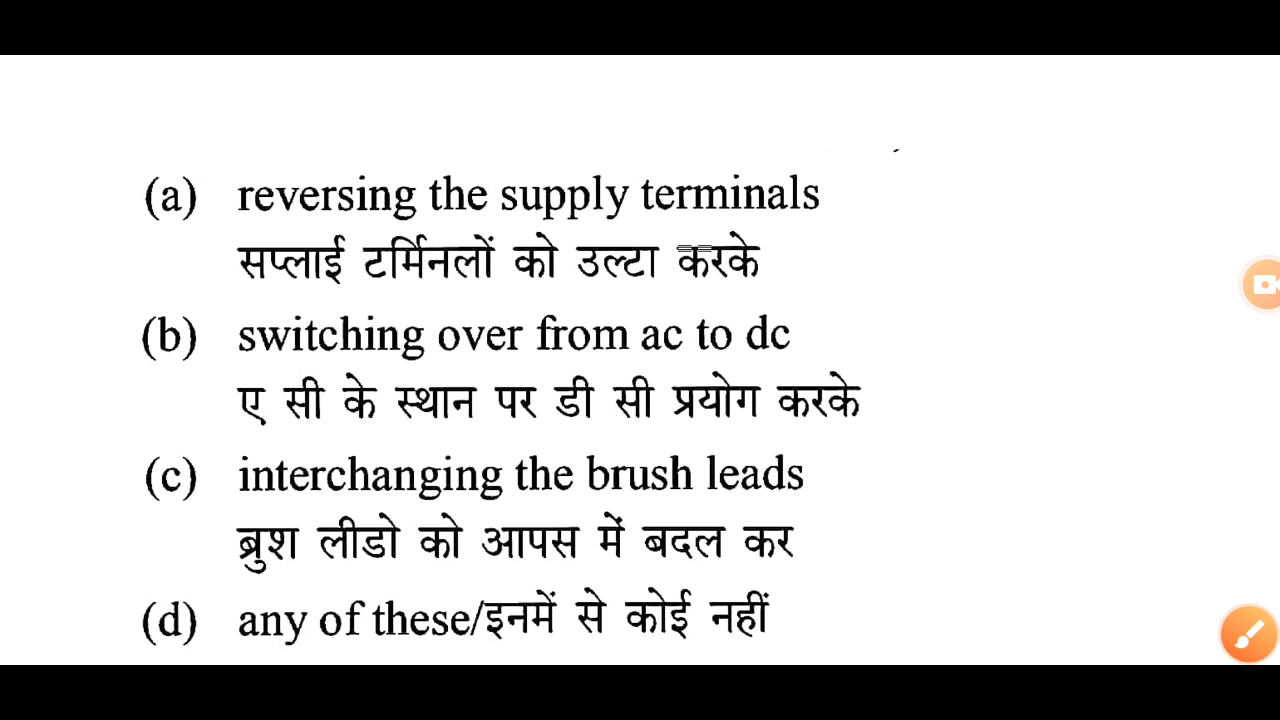 (a) reversing the supply terminals
सप्लाई टर्मिनलों को उल्टा करके
(b) switching over from ac to dc
ए सी के स्थान पर डी सी प्रयोग करके
(c) interchanging the brush leads
ब्रुश लीडो को आपस में बदल कर
(d) any of these/इनमें से कोई नहीं